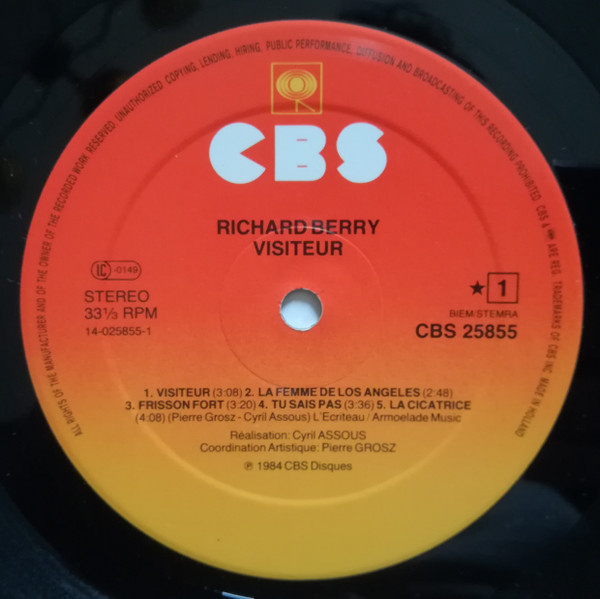 ALL RIGHTS OF THE MANUFACTURER AND OF THE OWNER OF THE RECORDED WORK RESERVED. UNAUTHORIZED COPYING, LENDING, HIRING, PUBLIC PERFORMANCE, DIFFUSION AND BROADCASTING OF THIS RECORDING PROHIBITED. CBS & ARE REG. TRADEMARKS OF CBS INC. MADE IN HOLLAND
CBS
RICHARD BERRY
VISITEUR
LC -0149
STEREO
33⅓ RPM
14-025855-1
★ 1
BIEM/STEMRA
CBS 25855
1. VISITEUR (3:08) 2. LA FEMME DE LOS ANGELES (2:48)
3. FRISSON FORT (3:20) 4. TU SAIS PAS (3:36) 5. LA CICATRICE
(4:08) (Pierre Grosz - Cyril Assous) L'Ecriteau / Armoelade Music
Réalisation: Cyril ASSOUS
Coordination Artistique: Pierre GROSZ
℗ 1984 CBS Disques